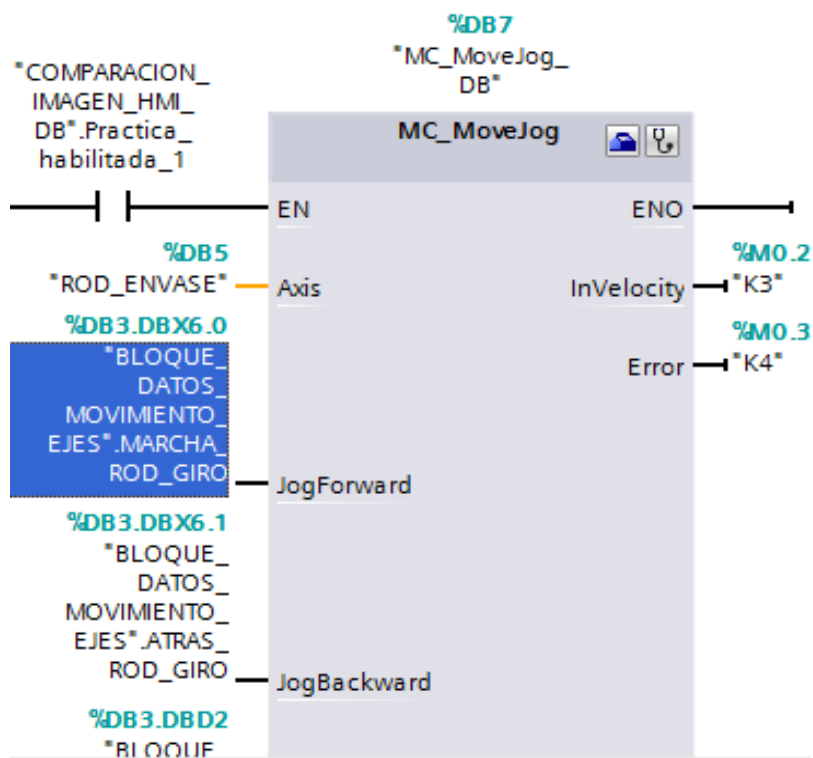 %DB7
"MC_MoveJog_
DB"
"COMPARACION_
IMAGEN_HMI_
DB".Practica_
habilitada_1
MC_MoveJog
EN
ENO
%DB5
"ROD_ENVASE"
Axis
InVelocity
%M0.2
"K3"
%DB3.DBX6.0
"BLOQUE_
DATOS_
MOVIMIENTO_
EJES".MARCHA_
ROD_GIRO
JogForward
Error
%M0.3
"K4"
%DB3.DBX6.1
"BLOQUE_
DATOS_
MOVIMIENTO_
EJES".ATRAS_
ROD_GIRO
JogBackward
%DB3.DBD2
"BLOQUE